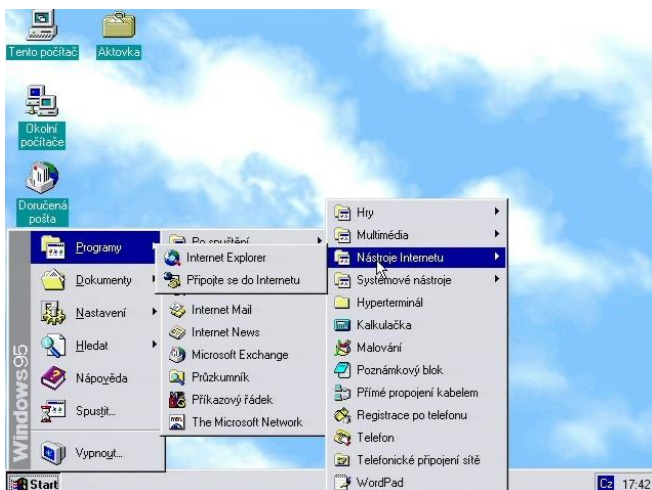 Tento počítač
Aktovka
Okolní
počítače
Doručená
pošta
Programy
Dokumenty
Nastavení
Hledat
Nápověda
Spustit...
Vypnout...
Windows95
Po spuštění
Internet Explorer
Připojte se do Internetu
Internet Mail
Internet News
Microsoft Exchange
Průzkumník
Příkazový řádek
The Microsoft Network
Hry
Multimédia
Nástroje Internetu
Systémové nástroje
Hyperterminál
Kalkulačka
Malování
Poznámkový blok
Přímé propojení kabelem
Registrace po telefonu
Telefon
Telefonické připojení sítě
WordPad
Start
Cz 17:42